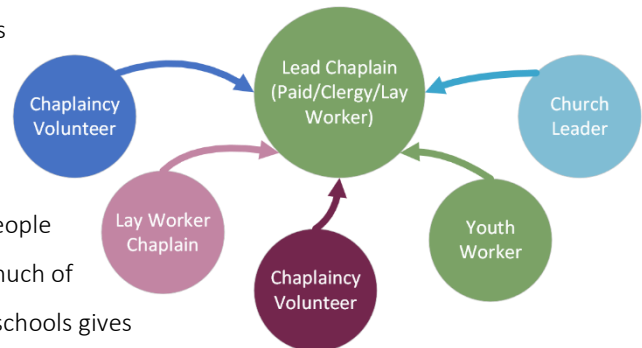 s
Lead Chaplain
(Paid/Clergy/Lay
Worker)
Chaplaincy
Volunteer
Church
Leader
Lay Worker
Chaplain
Youth
Worker
Chaplaincy
Volunteer
eople
much of
schools gives